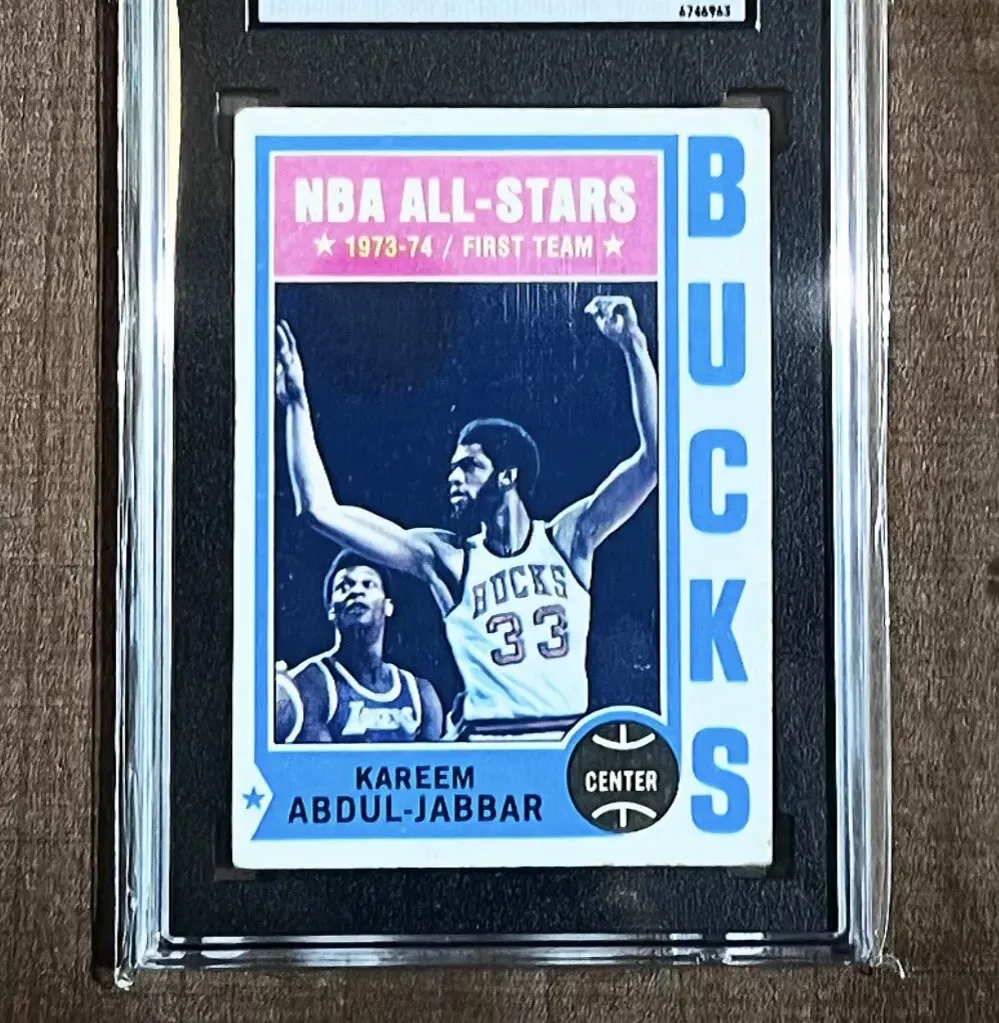 6746963
NBA ALL-STARS
★ 1973-74 / FIRST TEAM ★
BUCKS
BUCKS
33
LAKERS
CENTER
KAREEM
ABDUL-JABBAR